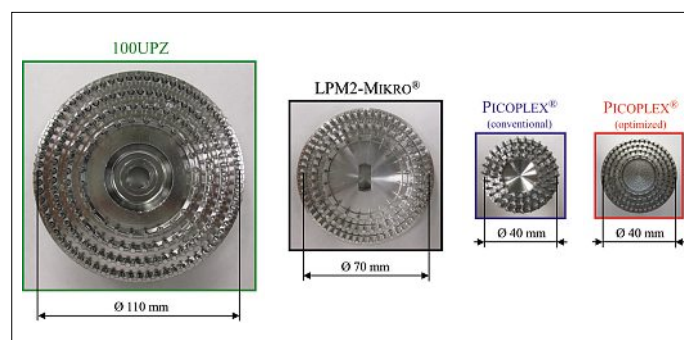 100UPZ
LPM2-MIKRO®
PICOPLEX®
(conventional)
PICOPLEX®
(optimized)
Ø 110 mm
Ø 70 mm
Ø 40 mm
Ø 40 mm